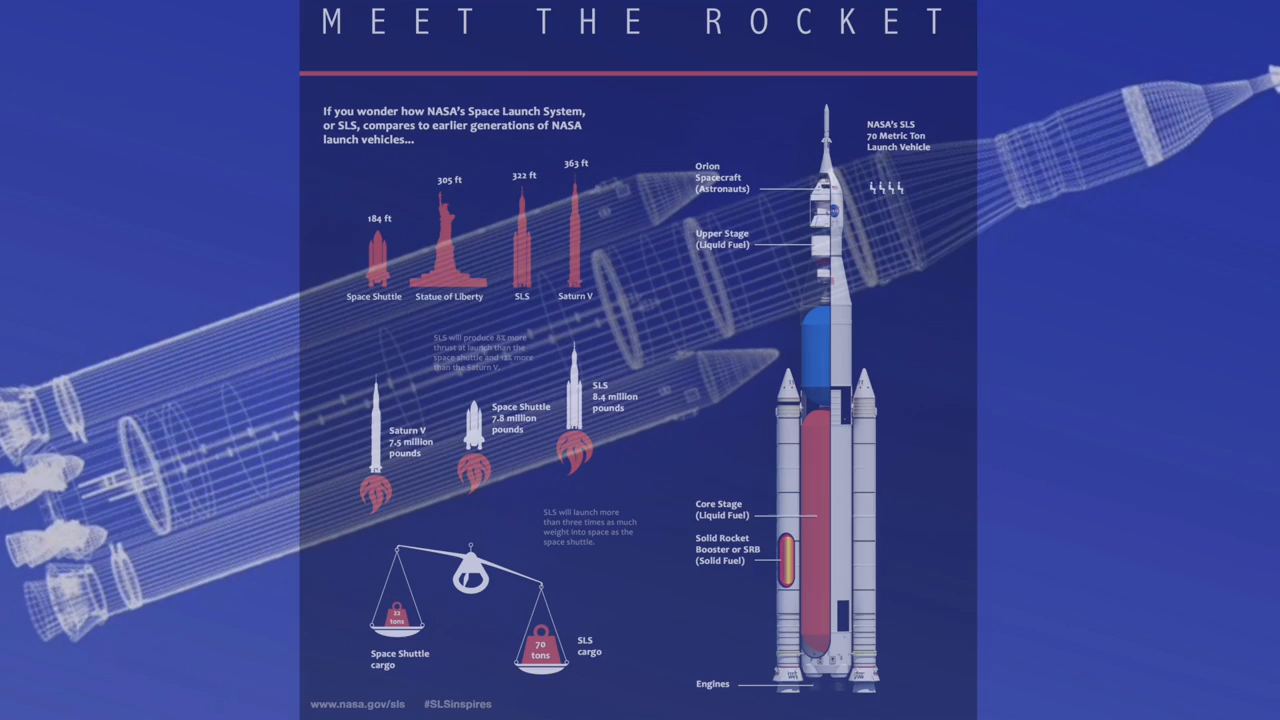 MEET THE ROCKET
If you wonder how NASA's Space Launch System,
or SLS, compares to earlier generations of NASA
launch vehicles...
184 ft
305 ft
322 ft
363 ft
Space Shuttle
Statue of Liberty
SLS
Saturn V
SLS will produce 8% more
thrust at launch than the
space shuttle and 12% more
than the Saturn V.
Saturn V
7.5 million
pounds
Space Shuttle
7.8 million
pounds
SLS
8.4 million
pounds
SLS will launch more
than three times as much
weight into space as the
space shuttle.
22
tons
Space Shuttle
cargo
70
tons
SLS
cargo
www.nasa.gov/sls
#SLSinspires
NASA's SLS
70 Metric Ton
Launch Vehicle
Orion
Spacecraft
(Astronauts)
Upper Stage
(Liquid Fuel)
Core Stage
(Liquid Fuel)
Solid Rocket
Booster or SRB
(Solid Fuel)
Engines